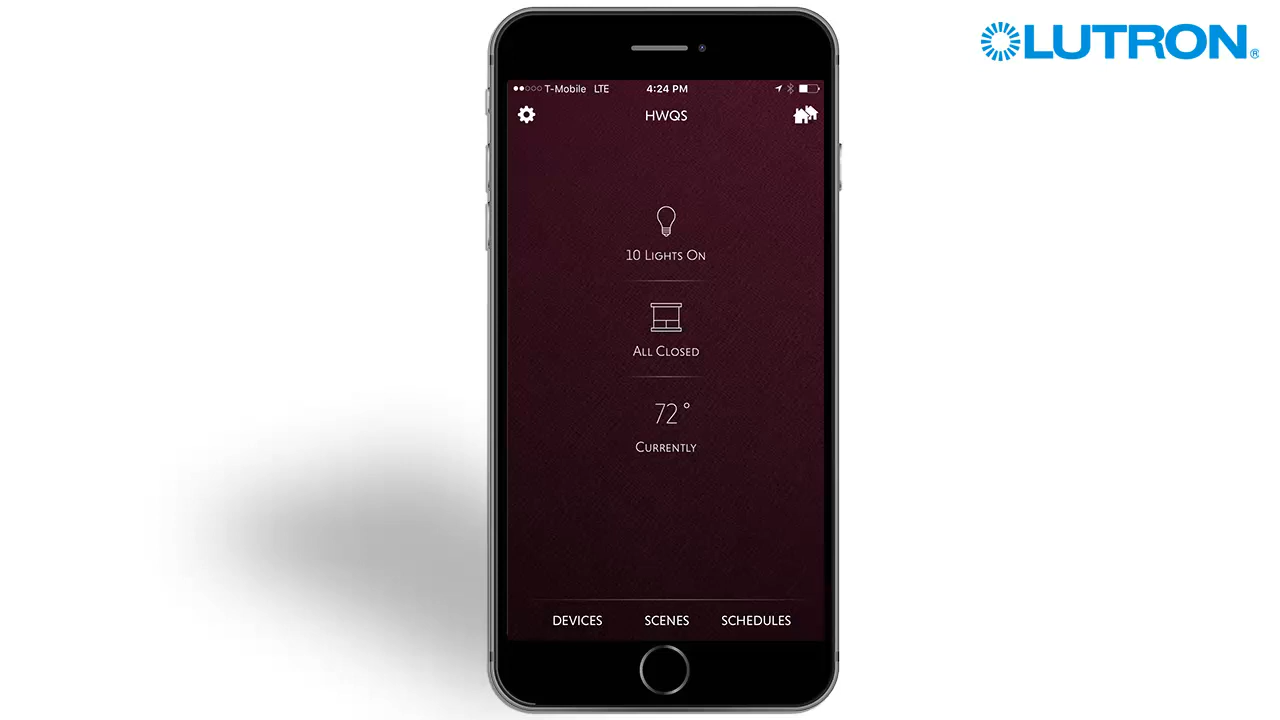 LUTRON®
T-Mobile LTE 4:24 PM
HWQS
10 LIGHTS ON
ALL CLOSED
72°
CURRENTLY
DEVICES SCENES SCHEDULES